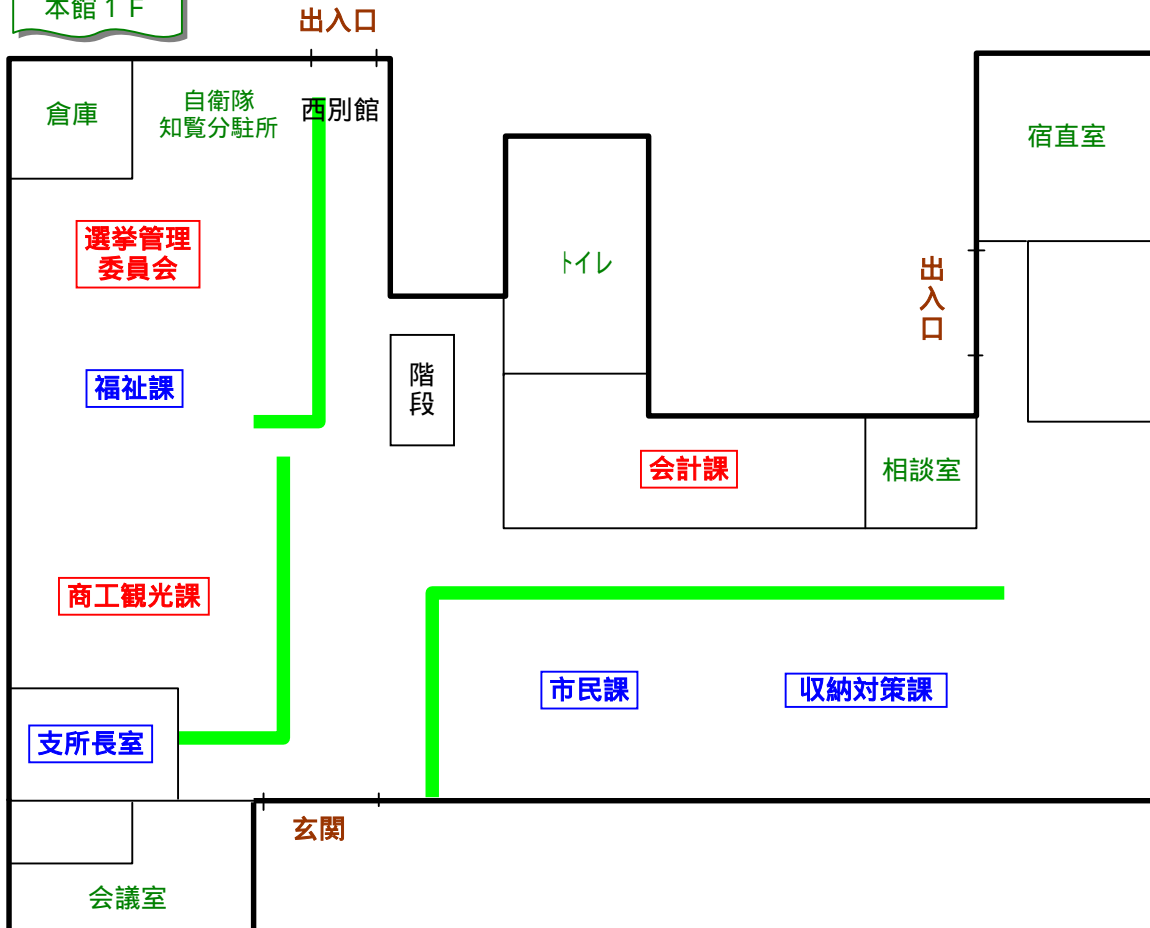 本館１Ｆ
出入口
倉庫
自衛隊
知覧分駐所
西別館
宿直室
選挙管理
委員会
トイレ
出
入
口
階
段
福祉課
会計課
相談室
商工観光課
市民課
収納対策課
支所長室
玄関
会議室